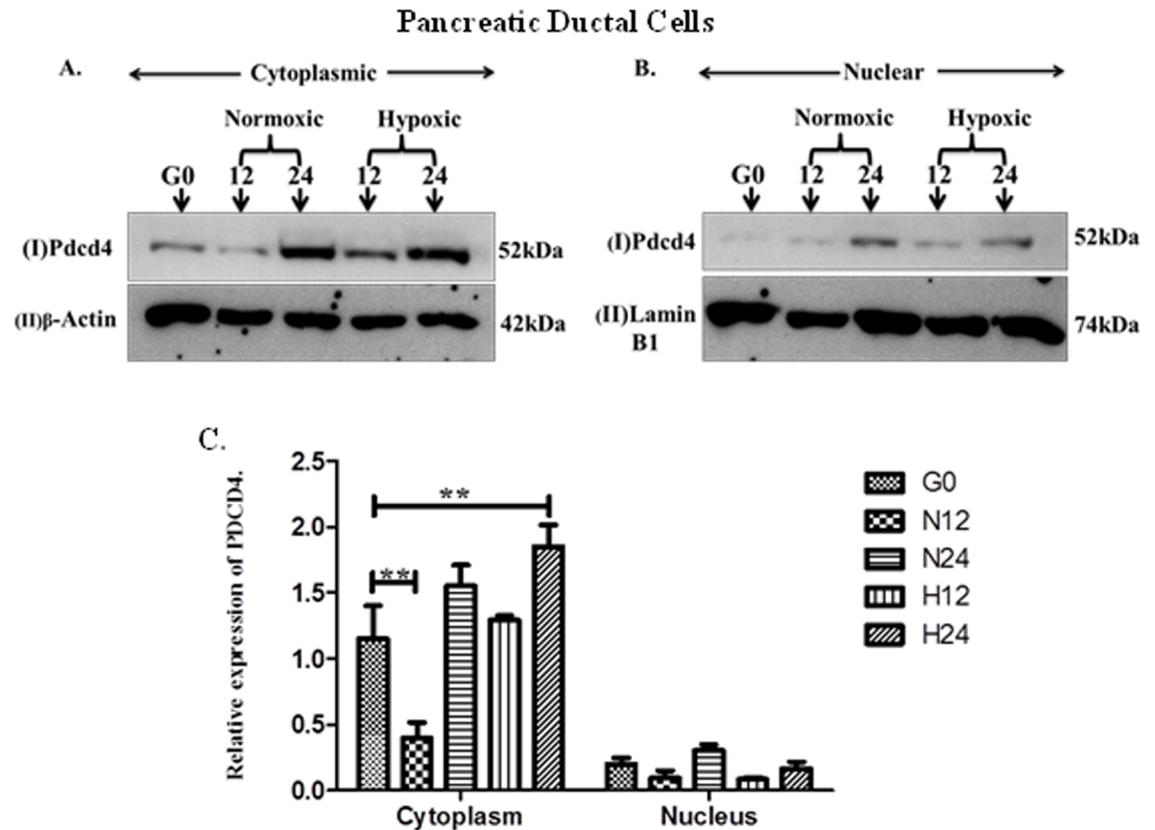 Pancreatic Ductal Cells
A.
Cytoplasmic
Normoxic
Hypoxic
G0 12 24 12 24
(I)Pdcd4
52kDa
(II)β-Actin
42kDa
B.
Nuclear
Normoxic
Hypoxic
G0 12 24 12 24
(I)Pdcd4
52kDa
(II)Lamin
B1
74kDa
C.
Relative expression of PDCD4.
2.5
2.0
1.5
1.0
0.5
0.0
**
**
Cytoplasm
Nucleus
G0
N12
N24
H12
H24